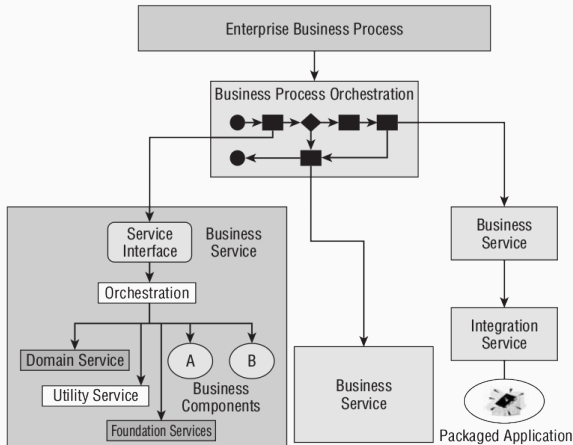 Enterprise Business Process
Business Process Orchestration
Service
Interface
Business
Service
Orchestration
Domain Service
A
B
Utility Service
Business
Components
Foundation Services
Business
Service
Business
Service
Integration
Service
Packaged Application